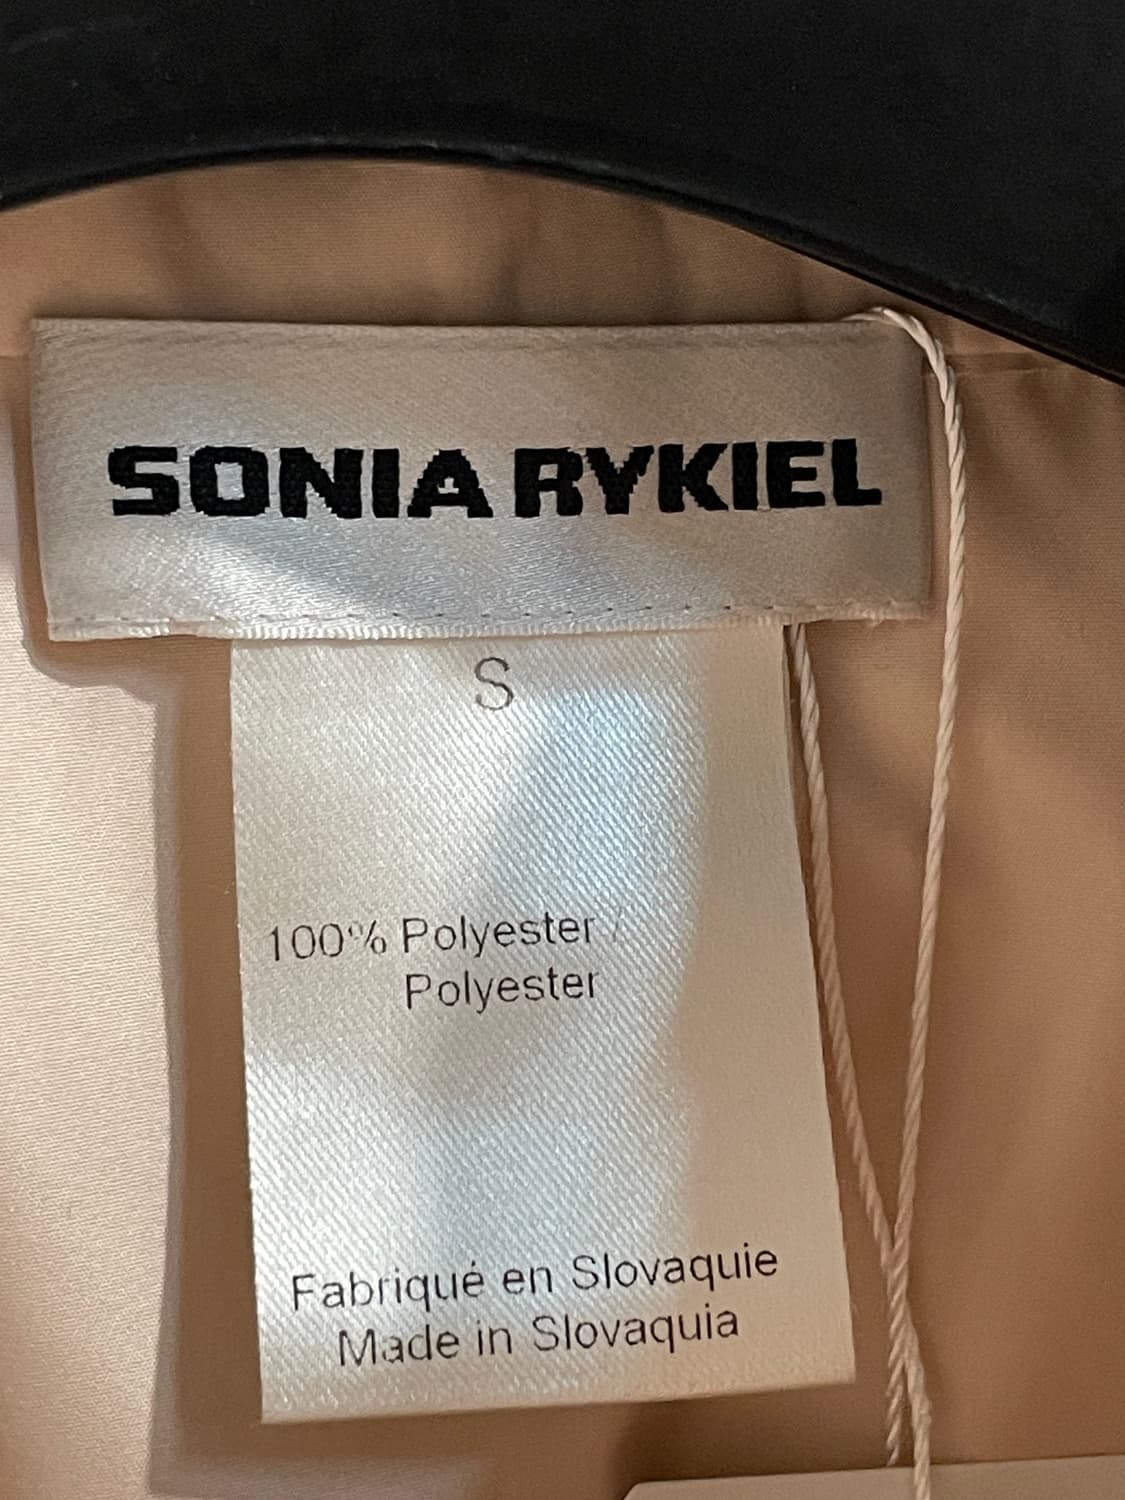 SONIA RYKIEL
S
100% Polyester /
Polyester
Fabriqué en Slovaquie
Made in Slovaquia